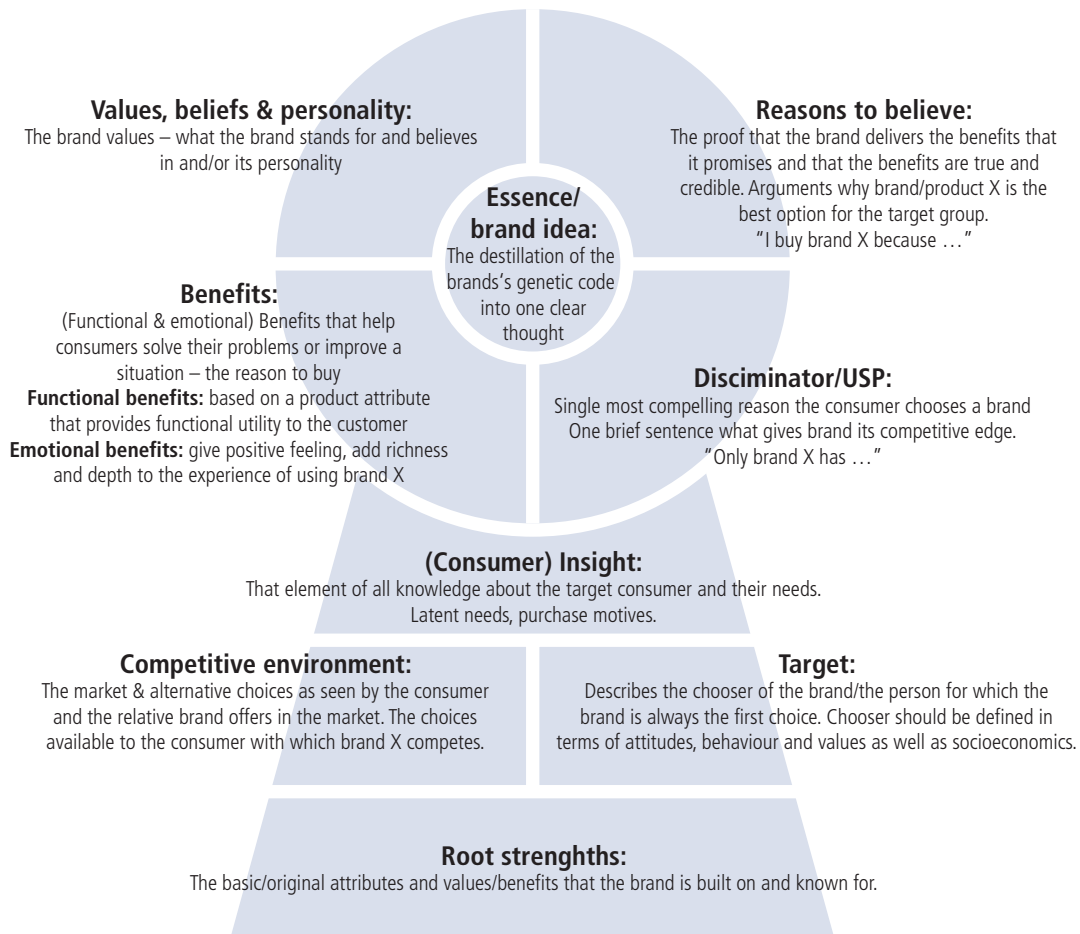 Values, beliefs & personality:
The brand values – what the brand stands for and believes
in and/or its personality
Reasons to believe:
The proof that the brand delivers the benefits that
it promises and that the benefits are true and
credible. Arguments why brand/product X is the
best option for the target group.
"I buy brand X because …"
Essence/
brand idea:
The destillation of the
brands's genetic code
into one clear
thought
Benefits:
(Functional & emotional) Benefits that help
consumers solve their problems or improve a
situation – the reason to buy
Functional benefits: based on a product attribute
that provides functional utility to the customer
Emotional benefits: give positive feeling, add richness
and depth to the experience of using brand X
Disciminator/USP:
Single most compelling reason the consumer chooses a brand
One brief sentence what gives brand its competitive edge.
"Only brand X has …"
(Consumer) Insight:
That element of all knowledge about the target consumer and their needs.
Latent needs, purchase motives.
Competitive environment:
The market & alternative choices as seen by the consumer
and the relative brand offers in the market. The choices
available to the consumer with which brand X competes.
Target:
Describes the chooser of the brand/the person for which the
brand is always the first choice. Chooser should be defined in
terms of attitudes, behaviour and values as well as socioeconomics.
Root strenghths:
The basic/original attributes and values/benefits that the brand is built on and known for.